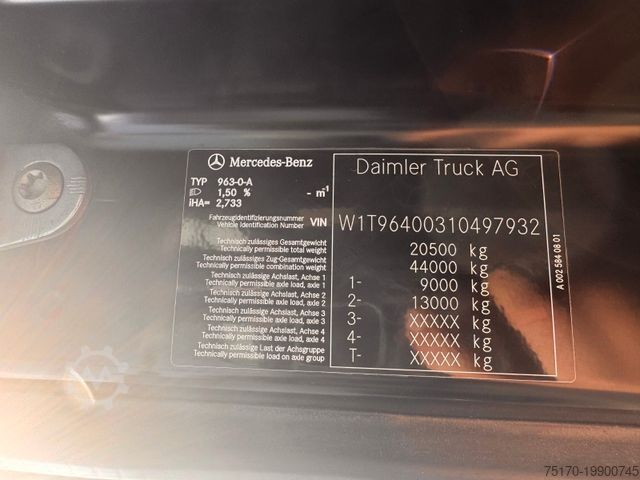 Mercedes-Benz
TYP 963-0-A
1,50 % - m⁻¹
iHA= 2,733
Daimler Truck AG
Fahrzeugidentifizierungsnummer
Vehicle Identification Number VIN W1T96400310497932
Technisch zulässiges Gesamtgewicht
Technically permissible total weight 20500 kg
Technisch zulässiges Zug-Gesamtgewicht
Technically permissible combination weight 44000 kg
Technisch zulässige Achslast, Achse 1
Technically permissible axle load, axle 1 1- 9000 kg
Technisch zulässige Achslast, Achse 2
Technically permissible axle load, axle 2 2- 13000 kg
Technisch zulässige Achslast, Achse 3
Technically permissible axle load, axle 3 3- XXXXX kg
Technisch zulässige Achslast, Achse 4
Technically permissible axle load, axle 4 4- XXXXX kg
Technisch zulässige Last der Achsgruppe
Technically permissible load on axle group T- XXXXX kg
A 002 584 08 01
75170-19900745